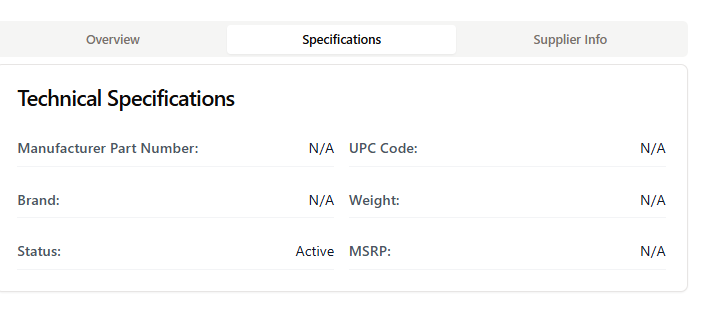 Overview Specifications Supplier Info
Technical Specifications
Manufacturer Part Number: N/A UPC Code: N/A
Brand: N/A Weight: N/A
Status: Active MSRP: N/A